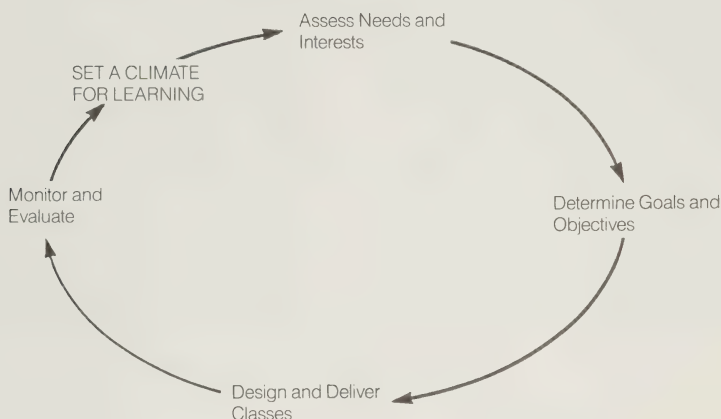 Assess Needs and
Interests
SET A CLIMATE
FOR LEARNING
Monitor and
Evaluate
Determine Goals and
Objectives
Design and Deliver
Classes